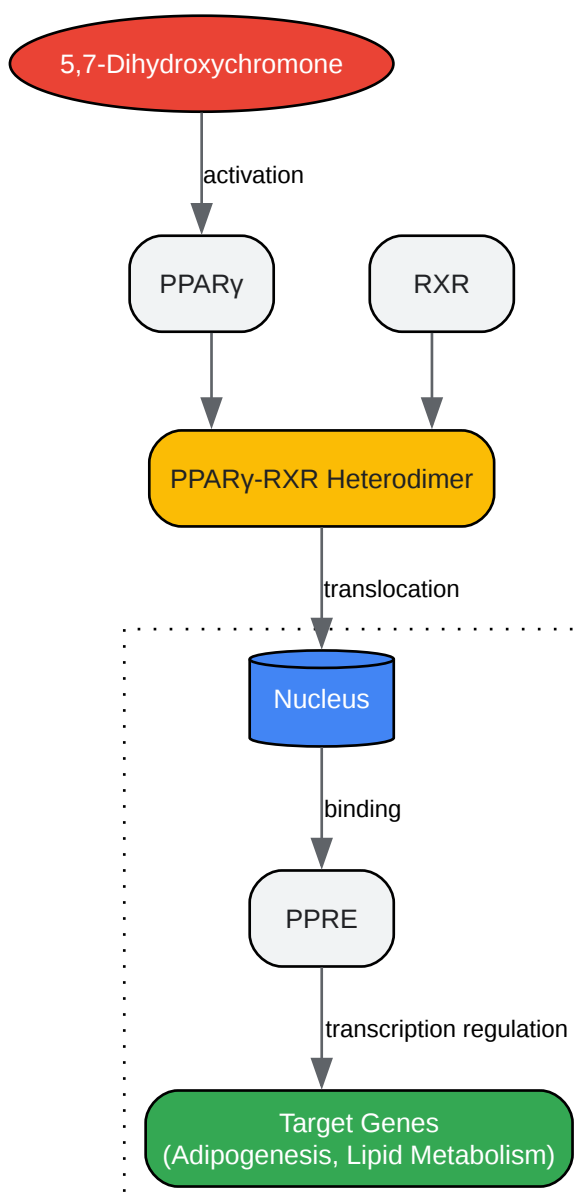 5,7-Dihydroxychromone
activation
PPARγ
RXR
PPARγ-RXR Heterodimer
translocation
Nucleus
binding
PPRE
transcription regulation
Target Genes
(Adipogenesis, Lipid Metabolism)